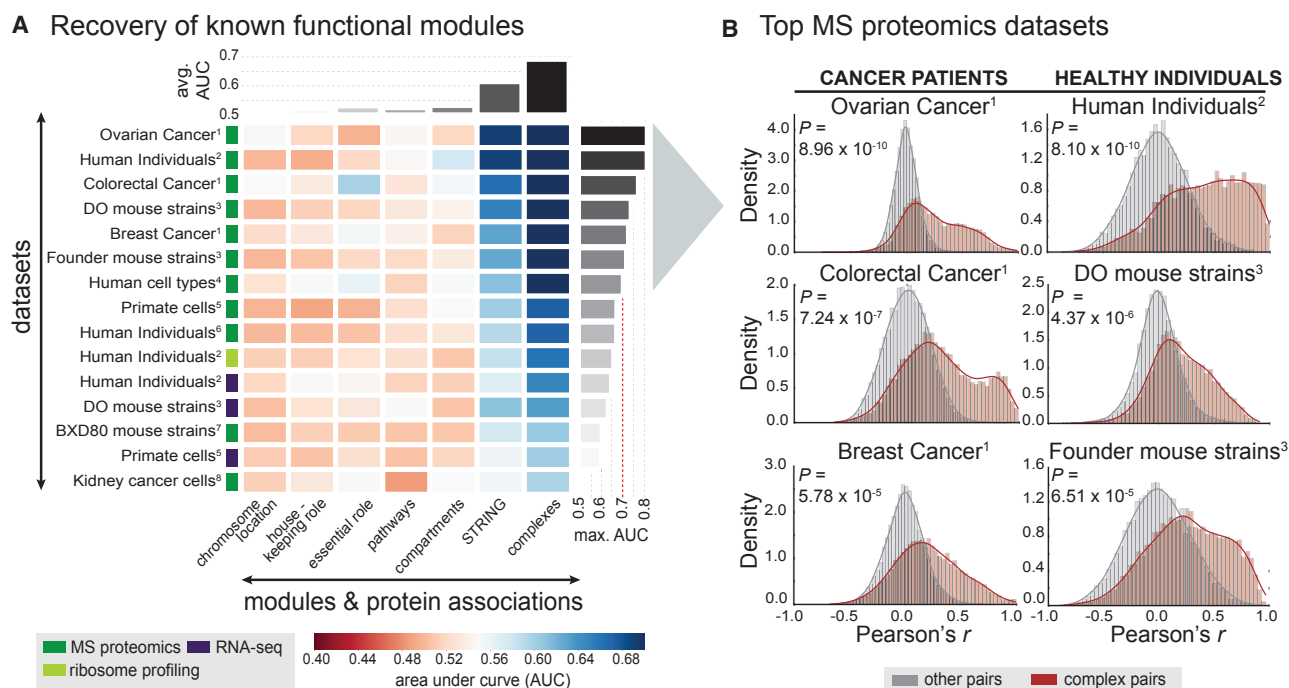 A Recovery of known functional modules
avg.
AUC
0.7
0.6
0.5
datasets
Ovarian Cancer¹
Human Individuals²
Colorectal Cancer¹
DO mouse strains³
Breast Cancer¹
Founder mouse strains³
Human cell types⁴
Primate cells⁵
Human Individuals⁶
Human Individuals²
Human Individuals²
DO mouse strains³
BXD80 mouse strains⁷
Primate cells⁵
Kidney cancer cells⁸
chromosome
location
house -
keeping role
essential role
pathways
compartments
STRING
complexes
0.5
0.6
0.7
0.8
max. AUC
modules & protein associations
MS proteomics
RNA-seq
ribosome profiling
0.40 0.44 0.48 0.52 0.56 0.60 0.64 0.68
area under curve (AUC)
B Top MS proteomics datasets
CANCER PATIENTS
HEALTHY INDIVIDUALS
Ovarian Cancer¹
P =
8.96 x 10⁻¹⁰
Density
4.0
3.0
2.0
1.0
0.0
Human Individuals²
P =
8.10 x 10⁻¹⁰
1.6
1.2
0.8
0.4
0.0
Colorectal Cancer¹
P =
7.24 x 10⁻⁷
Density
2.0
1.5
1.0
0.5
0.0
DO mouse strains³
P =
4.37 x 10⁻⁶
2.5
2.0
1.5
1.0
0.5
0.0
Breast Cancer¹
P =
5.78 x 10⁻⁵
Density
3.0
2.0
1.0
0.0
-1.0 -0.5 0.0 0.5 1.0
Pearson's r
Founder mouse strains³
P =
6.51 x 10⁻⁵
1.6
1.2
0.8
0.4
0.0
-0.5 0.0 0.5 1.0
Pearson's r
other pairs
complex pairs